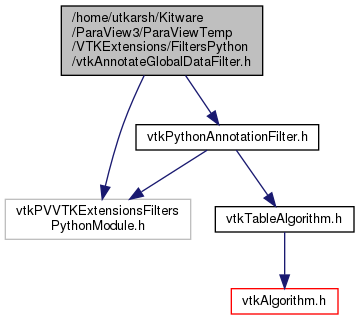 /home/utkarsh/Kitware
/ParaView3/ParaViewTemp
/VTKExtensions/FiltersPython
/vtkAnnotateGlobalDataFilter.h
vtkPythonAnnotationFilter.h
vtkPVVTKExtensionsFilters
PythonModule.h
vtkTableAlgorithm.h
vtkAlgorithm.h